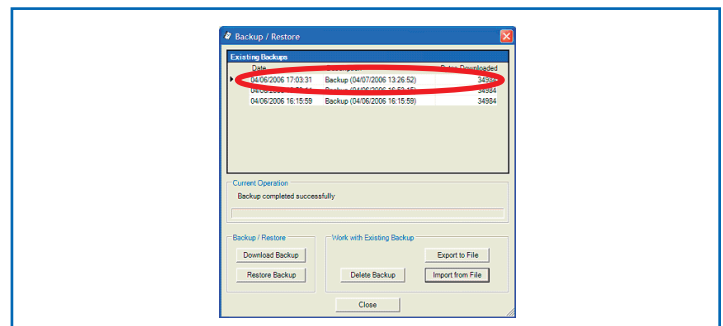 Backup / Restore
Existing Backups
Date
04/06/2006 17:03:31 Backup (04/07/2006 13:26:52) 34984
34984
04/06/2006 16:15:59 Backup (04/06/2006 16:15:59) 34984
Current Operation
Backup completed successfully
Backup / Restore
Work with Existing Backup
Download Backup
Export to File
Restore Backup
Delete Backup
Import from File
Close